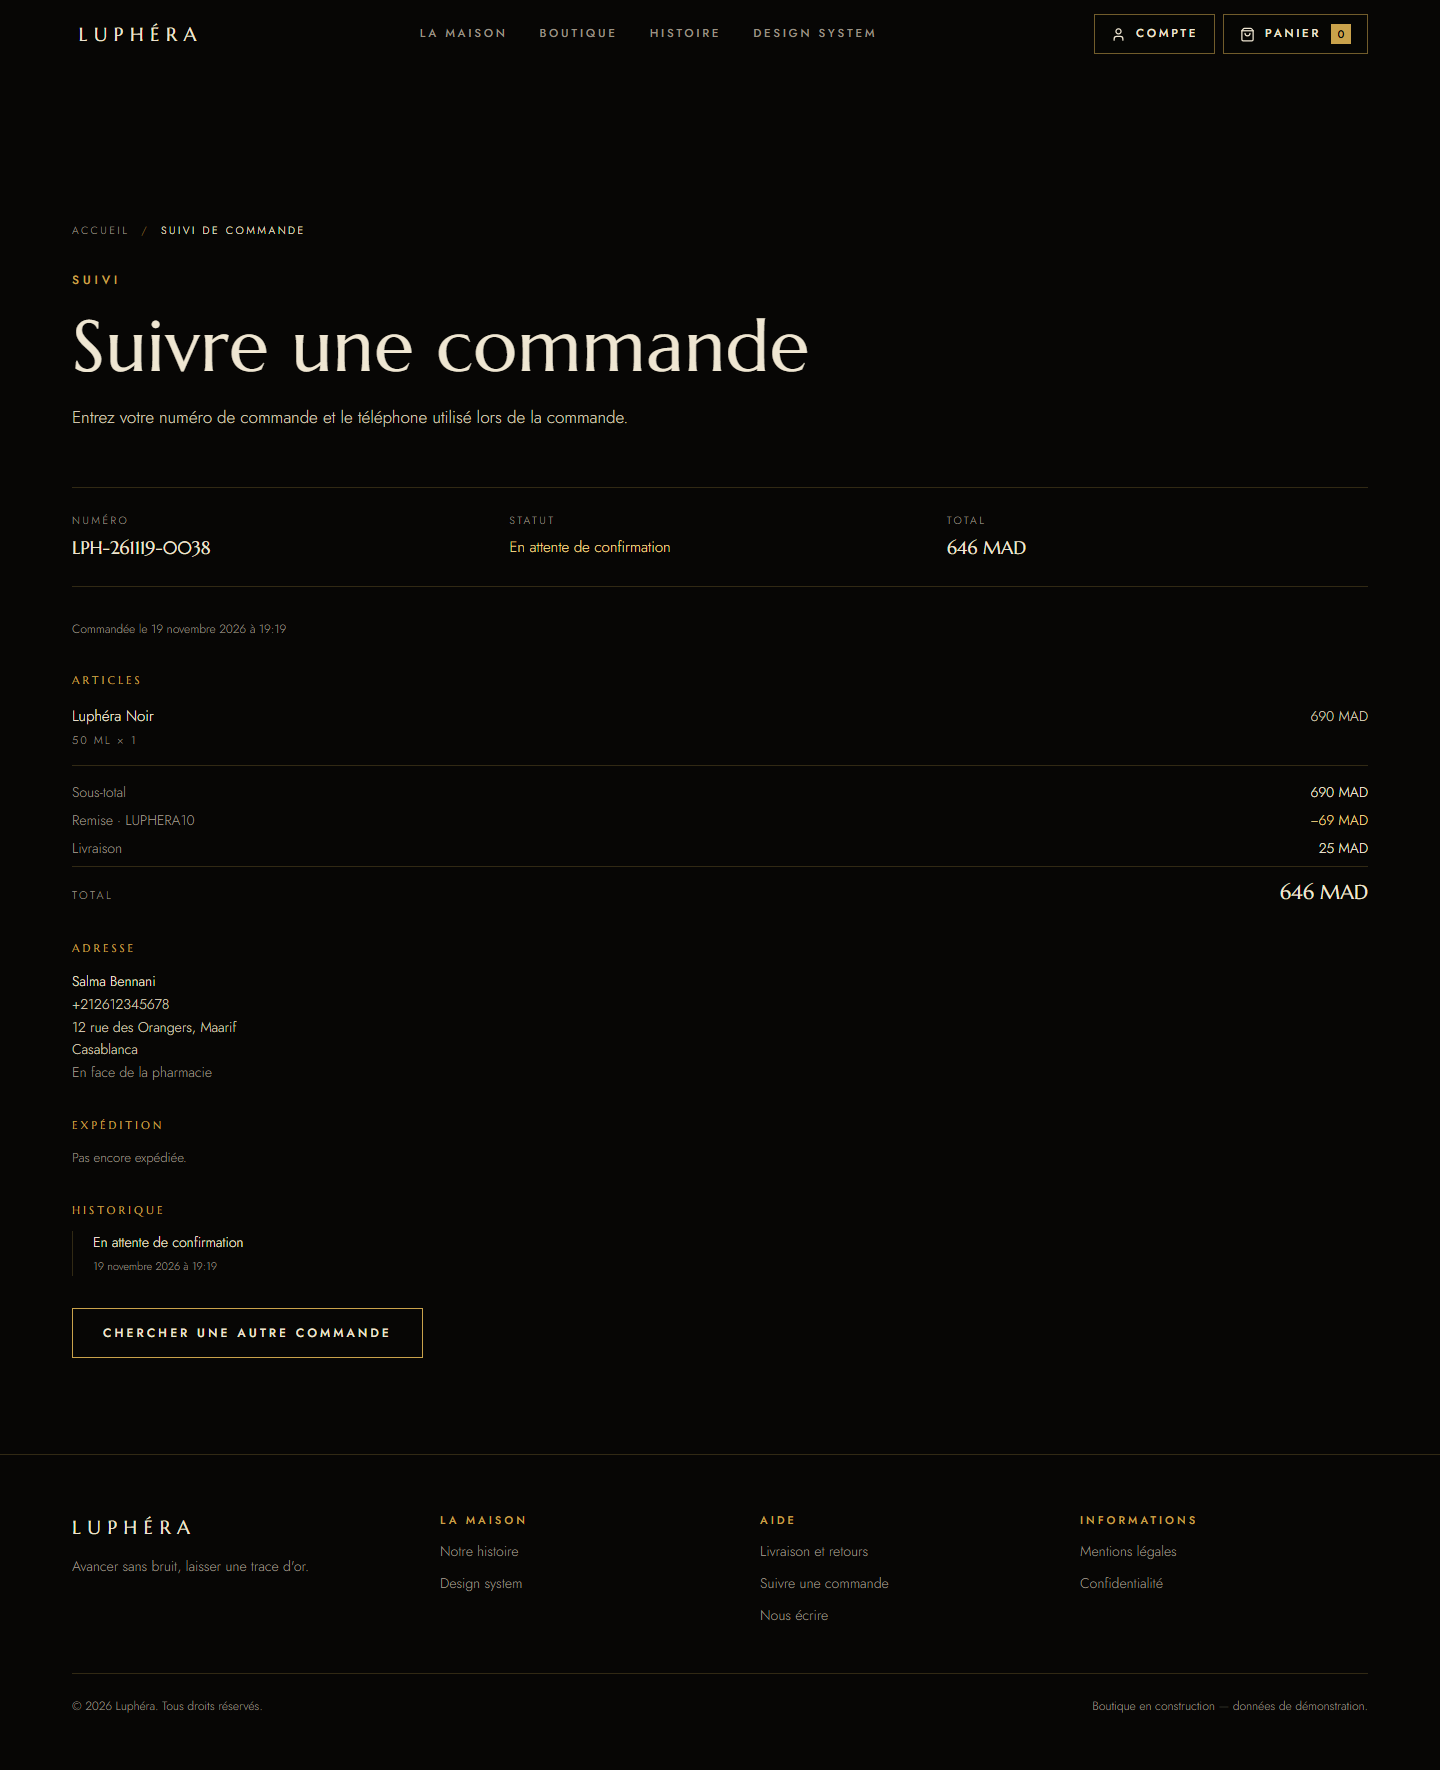 LUPHÉRA
LA MAISON
BOUTIQUE
HISTOIRE
DESIGN SYSTEM
COMPTE
PANIER 0
ACCUEIL / SUIVI DE COMMANDE
SUIVI
Suivre une commande
Entrez votre numéro de commande et le téléphone utilisé lors de la commande.
NUMÉRO
LPH-261119-0038
STATUT
En attente de confirmation
TOTAL
646 MAD
Commandée le 19 novembre 2026 à 19:19
ARTICLES
Luphéra Noir 690 MAD
50 ML × 1
Sous-total 690 MAD
Remise · LUPHERA10 −69 MAD
Livraison 25 MAD
TOTAL 646 MAD
ADRESSE
Salma Bennani
+212612345678
12 rue des Orangers, Maarif
Casablanca
En face de la pharmacie
EXPÉDITION
Pas encore expédiée.
HISTORIQUE
En attente de confirmation
19 novembre 2026 à 19:19
CHERCHER UNE AUTRE COMMANDE
LUPHÉRA
Avancer sans bruit, laisser une trace d'or.
LA MAISON
Notre histoire
Design system
AIDE
Livraison et retours
Suivre une commande
Nous écrire
INFORMATIONS
Mentions légales
Confidentialité
© 2026 Luphéra. Tous droits réservés.
Boutique en construction — données de démonstration.